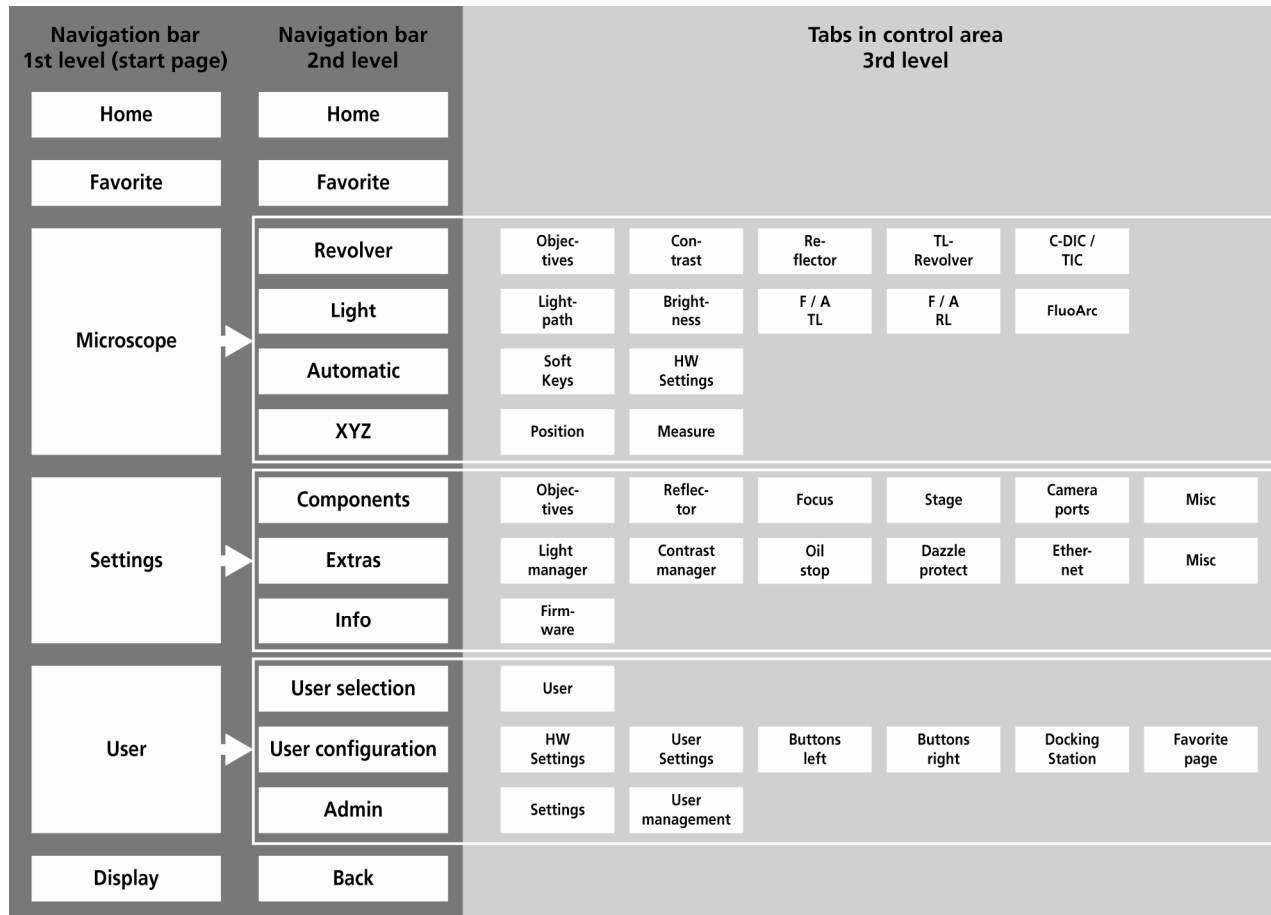 Navigation bar
1st level (start page)
Navigation bar
2nd level
Tabs in control area
3rd level
Home
Home
Favorite
Favorite
Microscope
Revolver
Objec-
tives
Con-
trast
Re-
flector
TL-
Revolver
C-DIC /
TIC
Light
Light-
path
Bright-
ness
F / A
TL
F / A
RL
FluoArc
Automatic
Soft
Keys
HW
Settings
XYZ
Position
Measure
Settings
Components
Objec-
tives
Reflec-
tor
Focus
Stage
Camera
ports
Misc
Extras
Light
manager
Contrast
manager
Oil
stop
Dazzle
protect
Ether-
net
Misc
Info
Firm-
ware
User
User selection
User
User configuration
HW
Settings
User
Settings
Buttons
left
Buttons
right
Docking
Station
Favorite
page
Admin
Settings
User
management
Display
Back